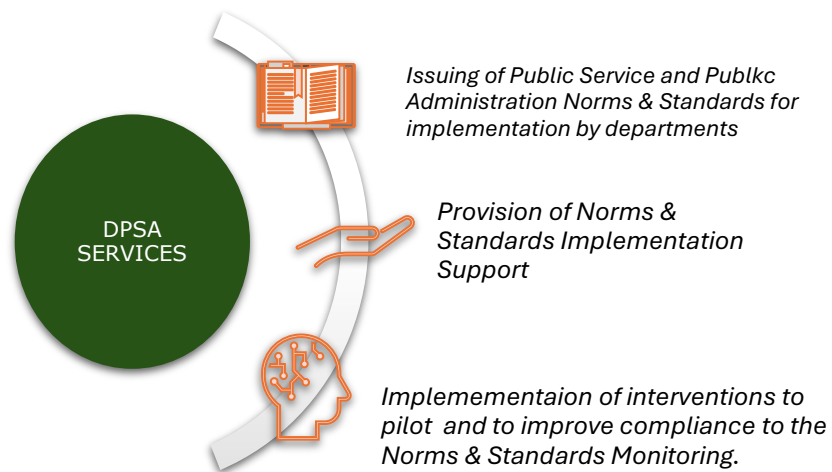 Issuing of Public Service and Publkc
Administration Norms & Standards for
implementation by departments
DPSA
SERVICES
Provision of Norms &
Standards Implementation
Support
Implemementaion of interventions to
pilot  and to improve compliance to the
Norms & Standards Monitoring.